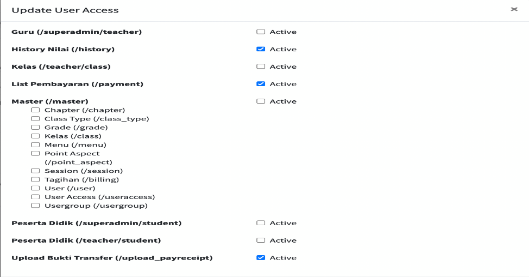 Update User Access
×
Guru (/superadmin/teacher) Active
History Nilai (/history) Active
Kelas (/teacher/class) Active
List Pembayaran (/payment) Active
Master (/master) Active
Chapter (/chapter)
Class Type (/class_type)
Grade (/grade)
Kelas (/class)
Menu (/menu)
Point Aspect
(/point_aspect)
Session (/session)
Tagihan (/billing)
User (/user)
User Access (/useraccess)
Usergroup (/usergroup)
Peserta Didik (/superadmin/student) Active
Peserta Didik (/teacher/student) Active
Upload Bukti Transfer (/upload_payreceipt) Active